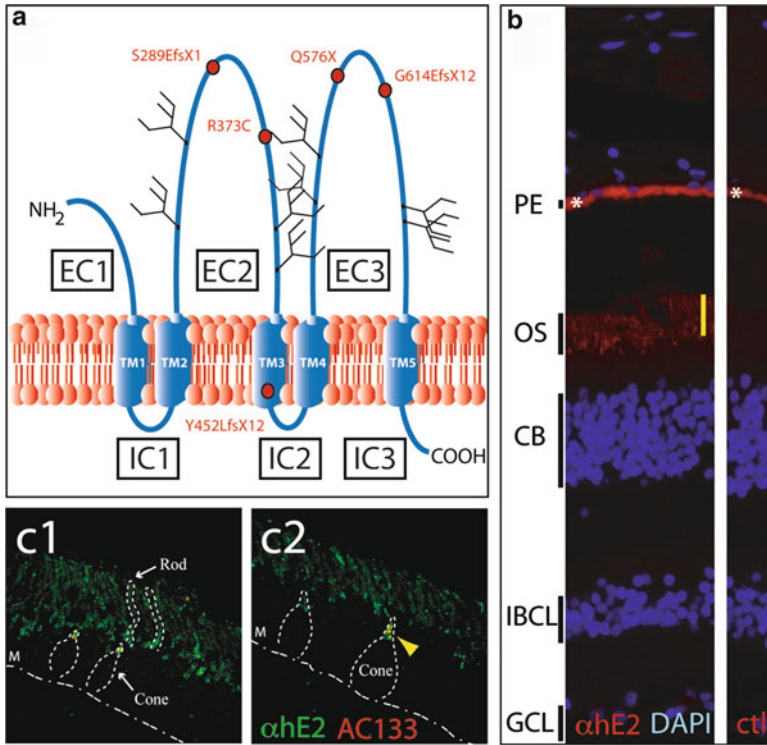 a
S289EfsX1
Q576X
G614EfsX12
R373C
NH2
EC1
EC2
EC3
TM1
TM2
TM3
TM4
TM5
Y452LfsX12
IC1
IC2
IC3
COOH
b
PE
*
*
OS
CB
IBCL
GCL
αhE2 DAPI
ctl
c1
Rod
M
Cone
c2
M
Cone
αhE2 AC133